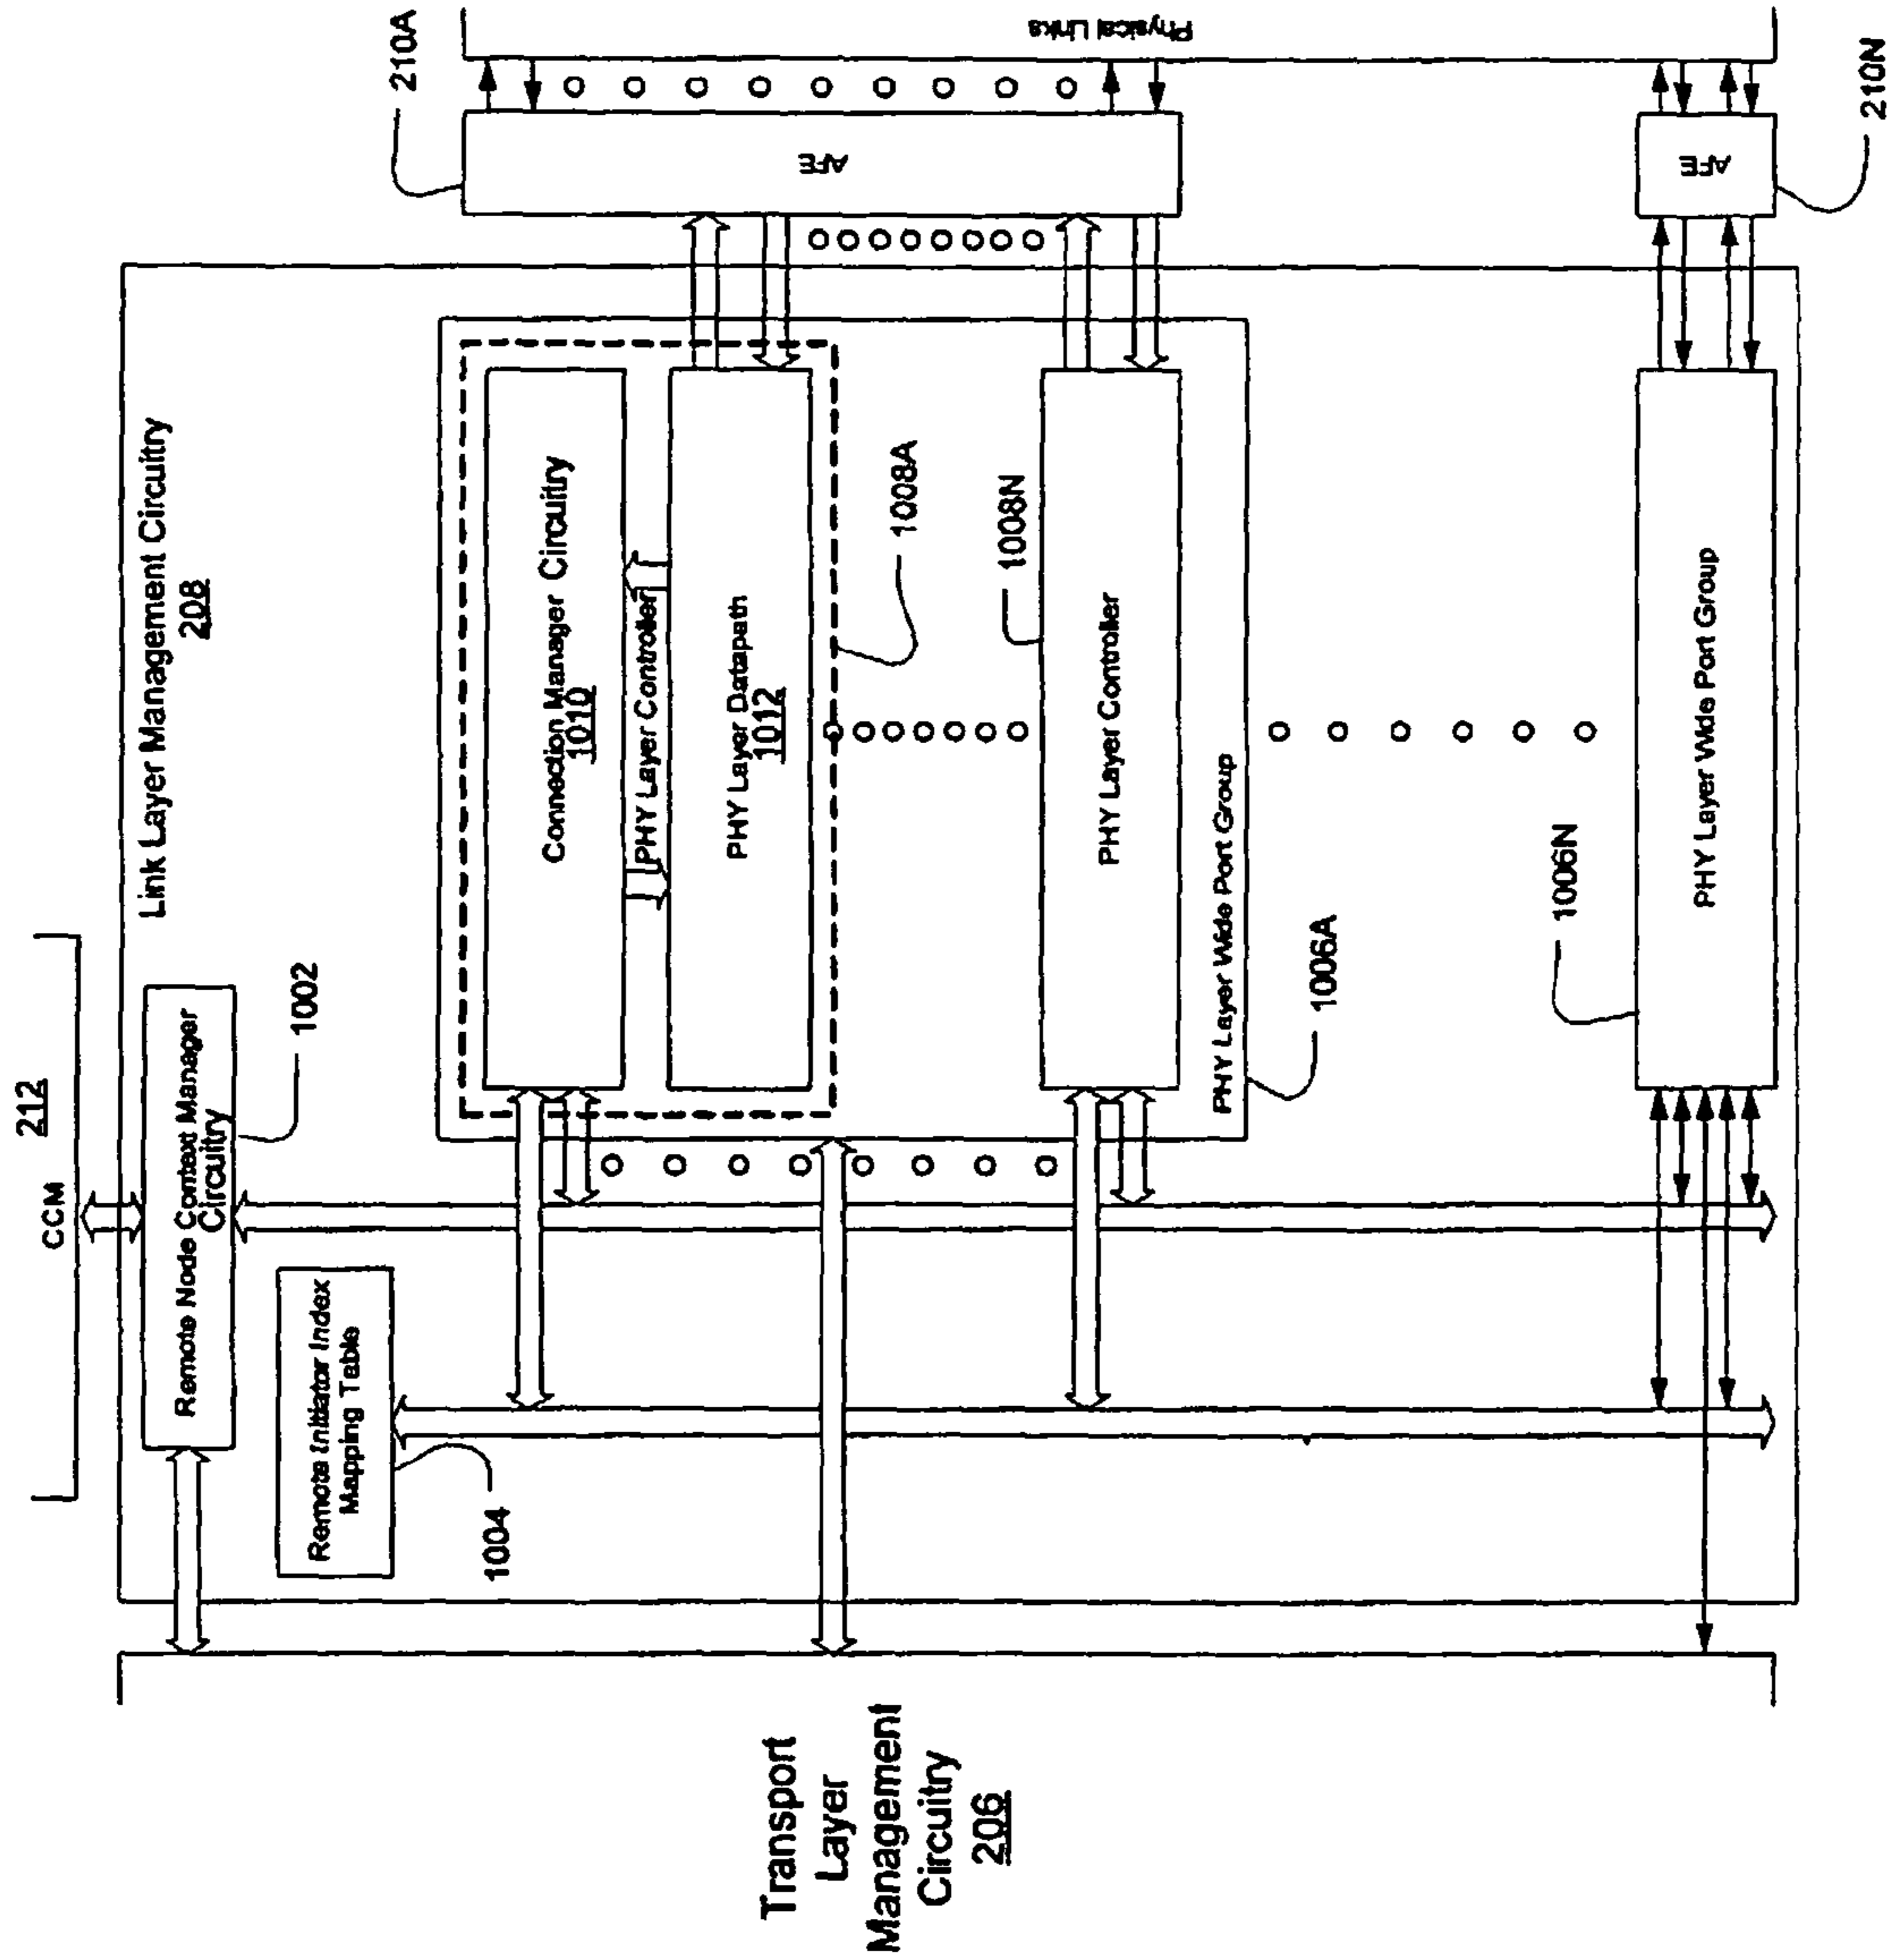 212
CCM
Link Layer Management Circuitry
208
Remote Node Context Manager
Circuitry
1002
Remote Initiator Index
Mapping Table
1004
Connection Manager Circuitry
1010
PHY Layer Controller
PHY Layer Datapath
1012
1008A
1008N
PHY Layer Controller
PHY Layer Wide Port Group
1006A
1006N
PHY Layer Wide Port Group
Transport
Layer
Management
Circuitry
206
210A
AFE
Physical Links
AFE
210N